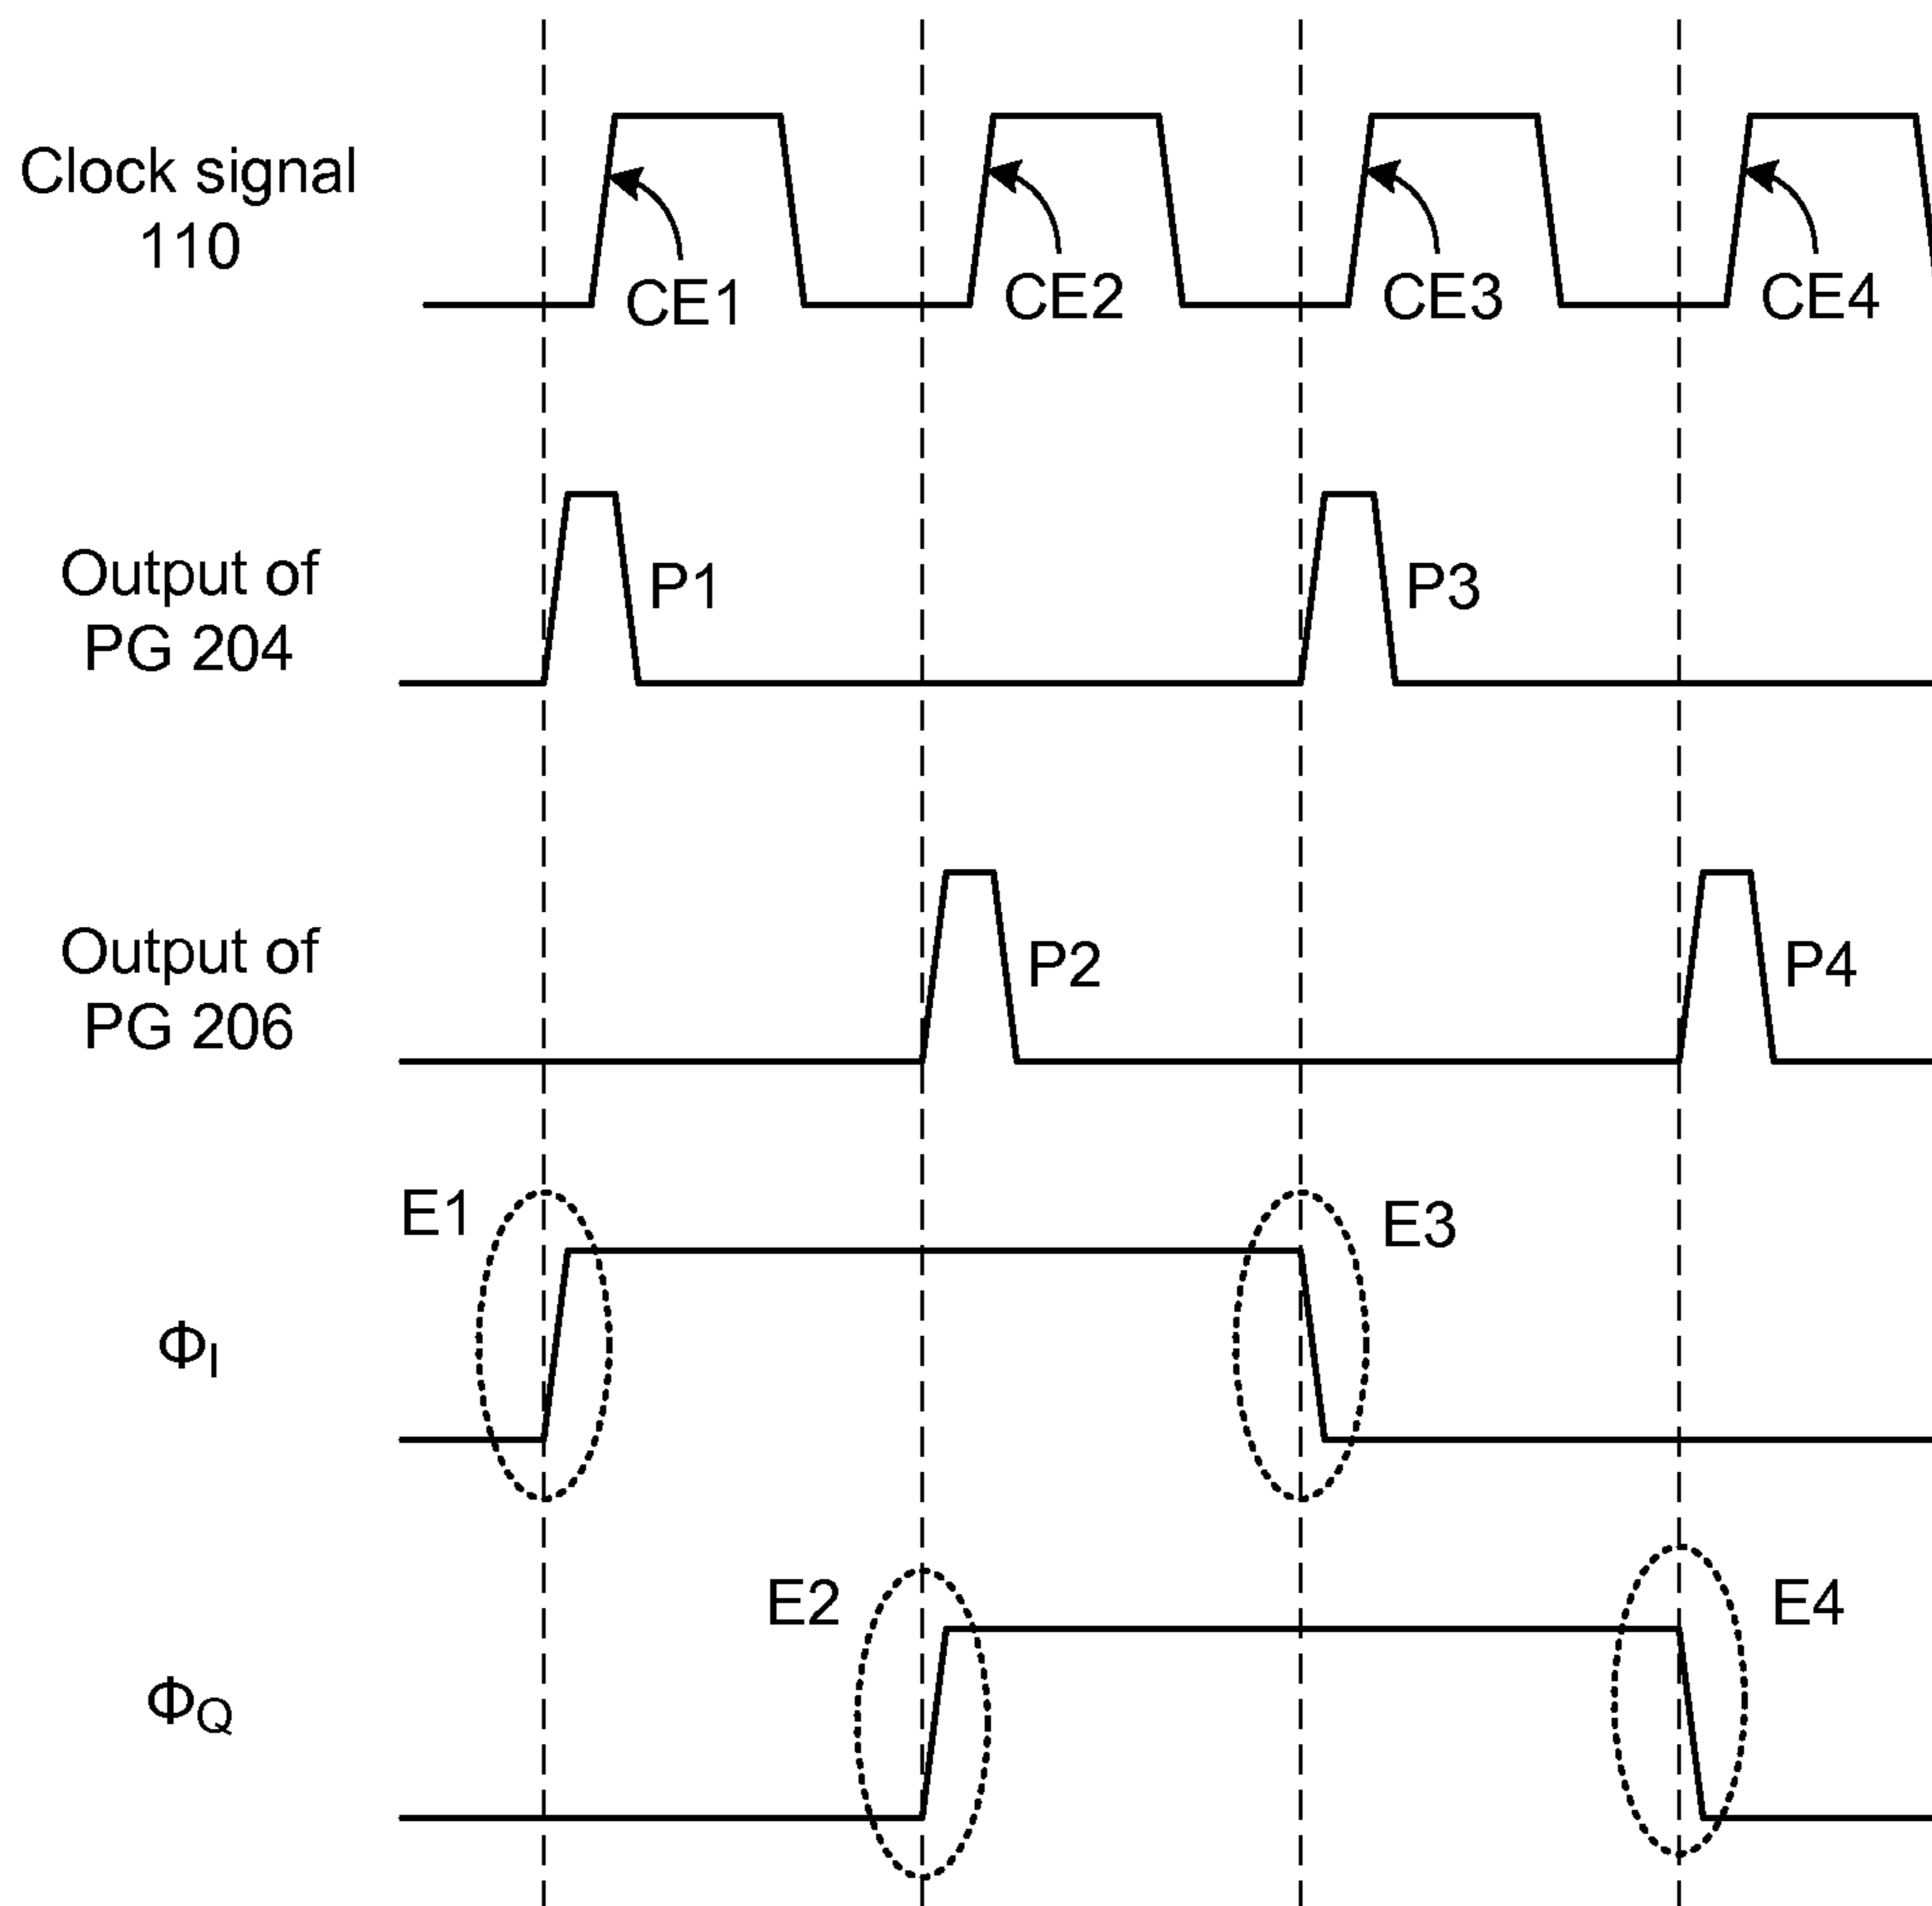 Clock signal
110
CE1
CE2
CE3
CE4
Output of
PG 204
P1
P3
Output of
PG 206
P2
P4
E1
E3
ΦI
E2
E4
ΦQ